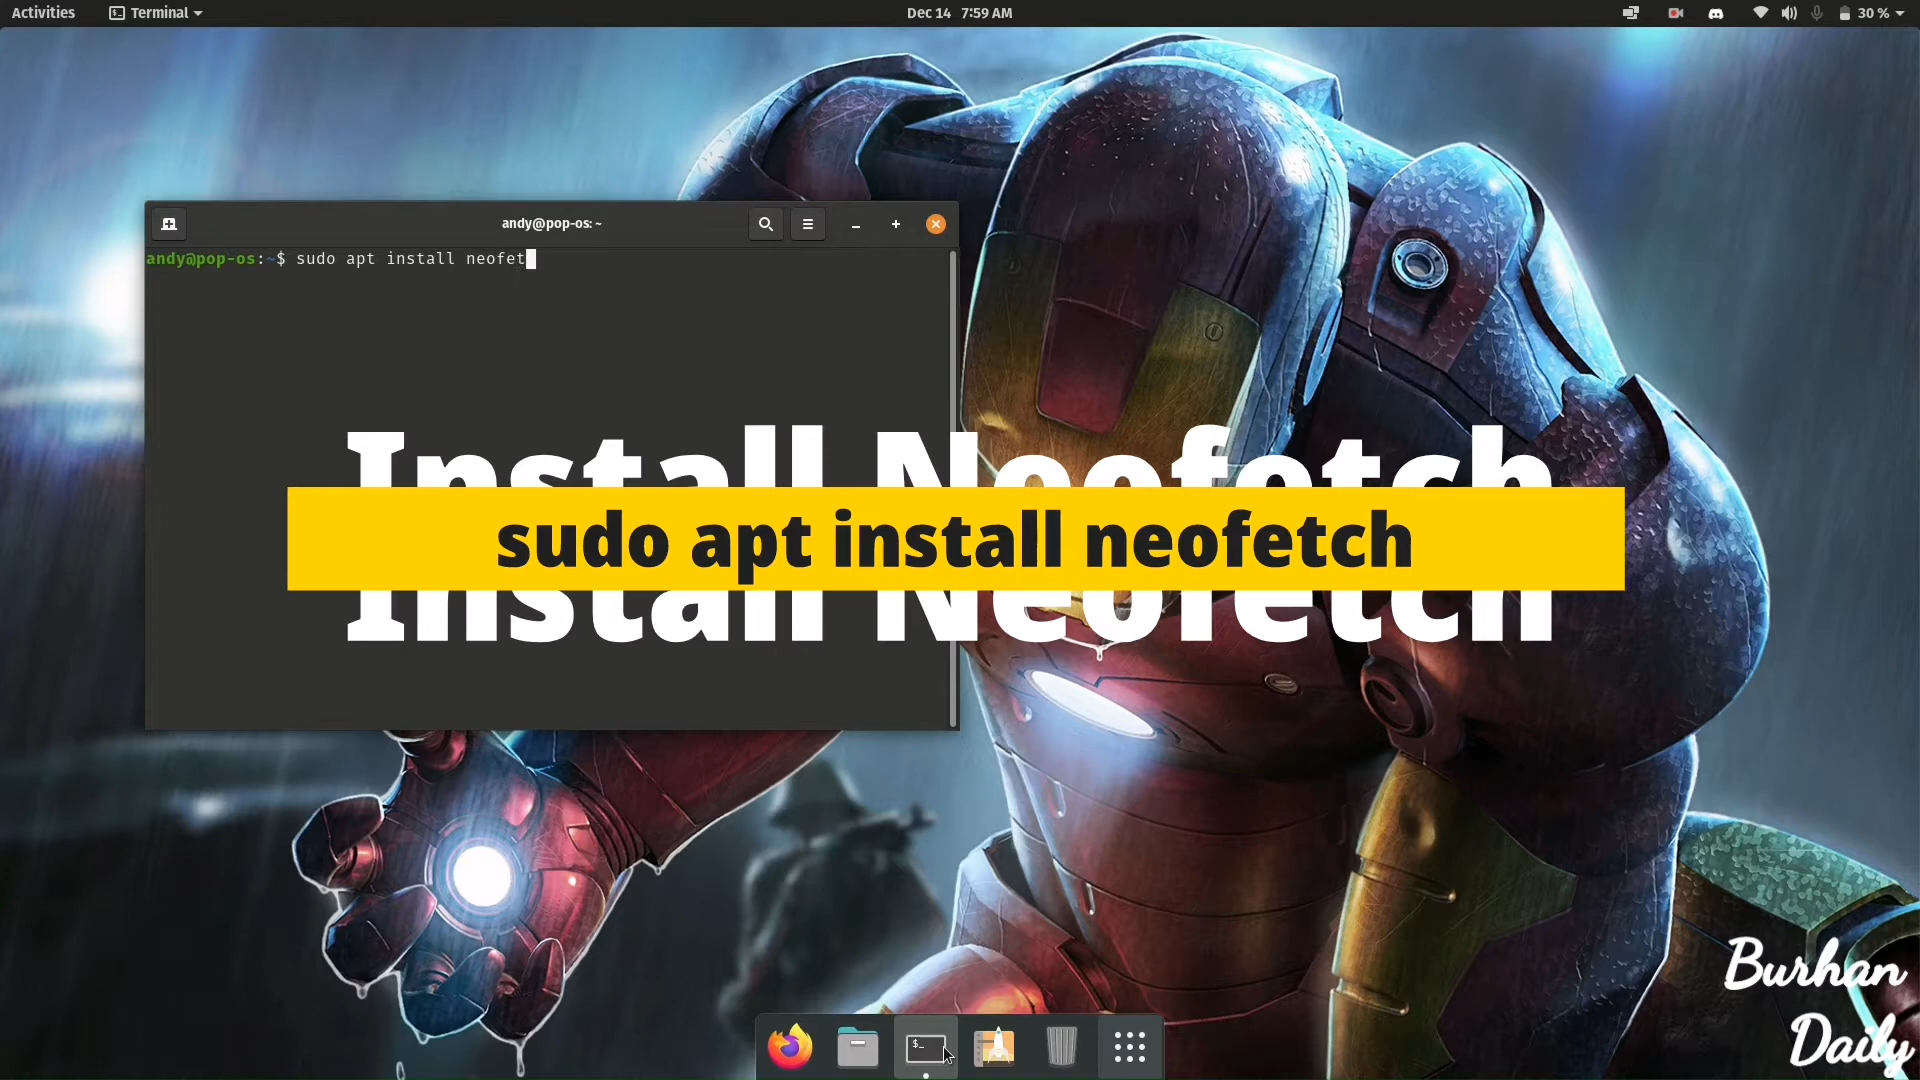 Activities
Terminal
Dec 14 7:59 AM
30 %
andy@pop-os: ~
andy@pop-os:~$ sudo apt install neofet
Install Neofetch
sudo apt install neofetch
Install Neofetch
$_
Burhan
Daily